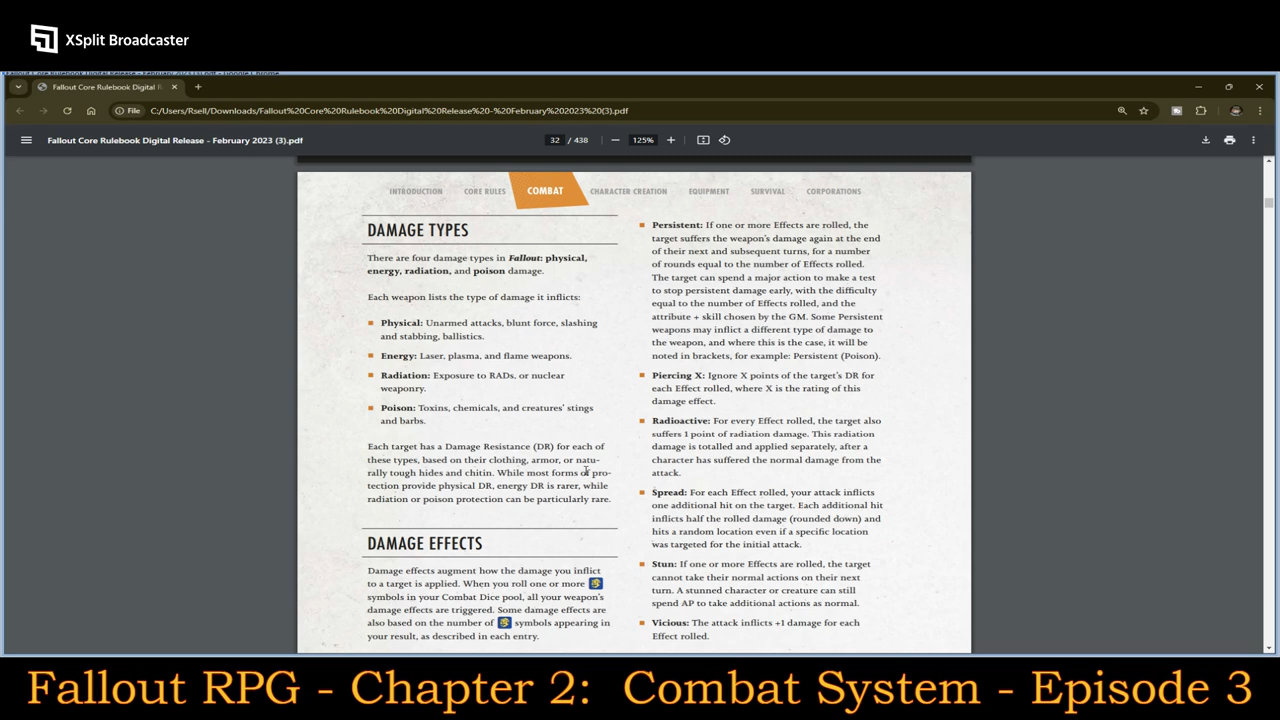 XSplit Broadcaster
Fallout Core Rulebook Digital Release - February 2023 (3).pdf - Google Chrome
Fallout Core Rulebook Digital R
File C:/Users/Rsell/Downloads/Fallout%20Core%20Rulebook%20Digital%20Release%20-%20February%202023%20(3).pdf
Fallout Core Rulebook Digital Release - February 2023 (3).pdf
32 / 438
125%
INTRODUCTION CORE RULES COMBAT CHARACTER CREATION EQUIPMENT SURVIVAL CORPORATIONS
DAMAGE TYPES
There are four damage types in Fallout: physical,
energy, radiation, and poison damage.
Each weapon lists the type of damage it inflicts:
Physical: Unarmed attacks, blunt force, slashing
and stabbing, ballistics.
Energy: Laser, plasma, and flame weapons.
Radiation: Exposure to RADs, or nuclear
weaponry.
Poison: Toxins, chemicals, and creatures' stings
and barbs.
Each target has a Damage Resistance (DR) for each of
these types, based on their clothing, armor, or natu-
rally tough hides and chitin. While most forms of pro-
tection provide physical DR, energy DR is rarer, while
radiation or poison protection can be particularly rare.
DAMAGE EFFECTS
Damage effects augment how the damage you inflict
to a target is applied. When you roll one or more
symbols in your Combat Dice pool, all your weapon's
damage effects are triggered. Some damage effects are
also based on the number of symbols appearing in
your result, as described in each entry.
Persistent: If one or more Effects are rolled, the
target suffers the weapon's damage again at the end
of their next and subsequent turns, for a number
of rounds equal to the number of Effects rolled.
The target can spend a major action to make a test
to stop persistent damage early, with the difficulty
equal to the number of Effects rolled, and the
attribute + skill chosen by the GM. Some Persistent
weapons may inflict a different type of damage to
the weapon, and where this is the case, it will be
noted in brackets, for example: Persistent (Poison).
Piercing X: Ignore X points of the target's DR for
each Effect rolled, where X is the rating of this
damage effect.
Radioactive: For every Effect rolled, the target also
suffers 1 point of radiation damage. This radiation
damage is totalled and applied separately, after a
character has suffered the normal damage from the
attack.
Spread: For each Effect rolled, your attack inflicts
one additional hit on the target. Each additional hit
inflicts half the rolled damage (rounded down) and
hits a random location even if a specific location
was targeted for the initial attack.
Stun: If one or more Effects are rolled, the target
cannot take their normal actions on their next
turn. A stunned character or creature can still
spend AP to take additional actions as normal.
Vicious: The attack inflicts +1 damage for each
Effect rolled.
Fallout RPG - Chapter 2: Combat System - Episode 3